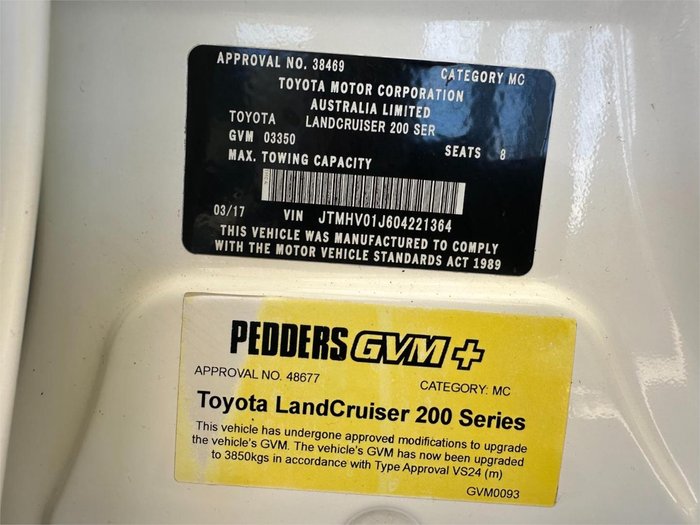 APPROVAL NO. 38469 CATEGORY MC
TOYOTA MOTOR CORPORATION
AUSTRALIA LIMITED
TOYOTA LANDCRUISER 200 SER
GVM 03350 SEATS 8
MAX. TOWING CAPACITY
03/17 VIN JTMHV01J604221364
THIS VEHICLE WAS MANUFACTURED TO COMPLY
WITH THE MOTOR VEHICLE STANDARDS ACT 1989
PEDDERS GVM+
APPROVAL NO. 48677 CATEGORY: MC
Toyota LandCruiser 200 Series
This vehicle has undergone approved modifications to upgrade
the vehicle's GVM. The vehicle's GVM has now been upgraded
to 3850kgs in accordance with Type Approval VS24 (m)
GVM0093